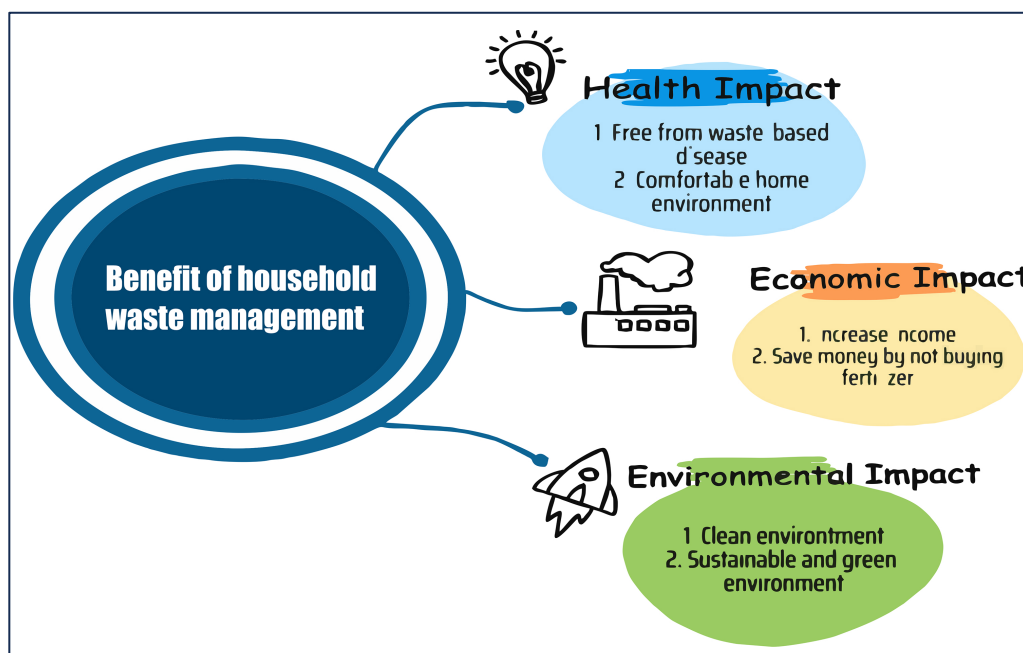 Benefit of household
waste management
Health Impact
1 Free from waste based
d sease
2 Comfortab e home
environment
Economic Impact
1. ncrease ncome
2. Save money by not buying
ferti zer
Environmental Impact
1 Clean environtment
2. Sustainable and green
environment